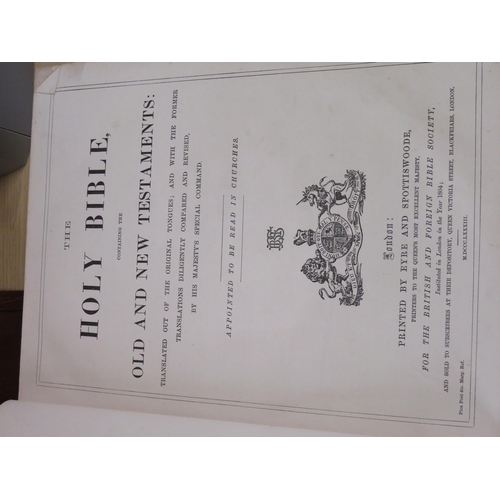 THE
HOLY BIBLE,
CONTAINING THE
OLD AND NEW TESTAMENTS:
TRANSLATED OUT OF THE ORIGINAL TONGUES; AND WITH THE FORMER
TRANSLATIONS DILIGENTLY COMPARED AND REVISED,
BY HIS MAJESTY'S SPECIAL COMMAND.
APPOINTED TO BE READ IN CHURCHES.
London:
PRINTED BY EYRE AND SPOTTISWOODE,
PRINTERS TO THE QUEEN'S MOST EXCELLENT MAJESTY,
FOR THE BRITISH AND FOREIGN BIBLE SOCIETY,
Instituted in London in the Year 1804;
AND SOLD TO SUBSCRIBERS AT THEIR DEPOSITORY, QUEEN VICTORIA STREET, BLACKFRIARS, LONDON,
Pica Marg. Ref.